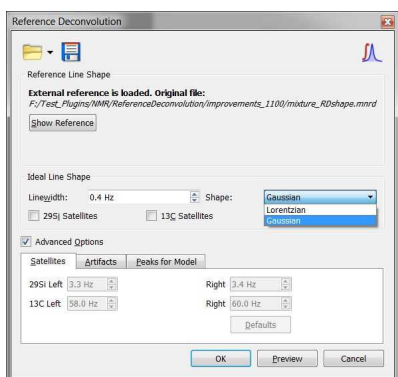 Reference Deconvolution
Reference Line Shape
External reference is loaded. Original file:
F:/Test_Plugins/NMR/ReferenceDeconvolution/improvements_1100/mixture_RDshape.mnrd
Show Reference
Ideal Line Shape
Linewidth: 0.4 Hz Shape: Gaussian
Lorentzian
Gaussian
29Si Satellites 13C Satellites
Advanced Options
Satellites Artifacts Peaks for Model
29Si Left 3.3 Hz Right 3.4 Hz
13C Left 58.0 Hz Right 60.0 Hz
Defaults
OK Preview Cancel